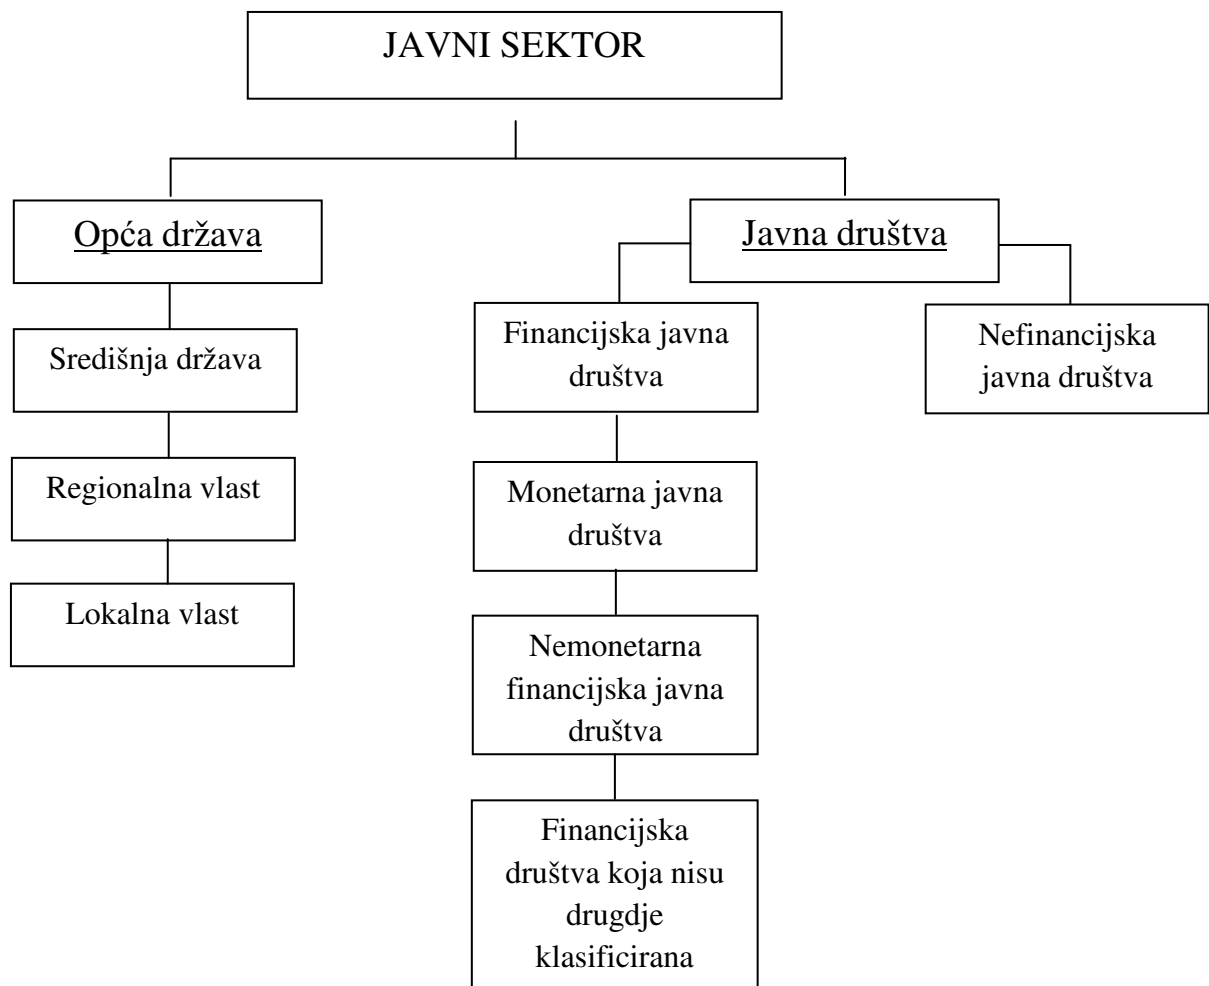 JAVNI SEKTOR
Opća država
Javna društva
Središnja država
Regionalna vlast
Lokalna vlast
Financijska javna
društva
Nefinancijska
javna društva
Monetarna javna
društva
Nemonetarna
financijska javna
društva
Financijska
društva koja nisu
drugdje
klasificirana